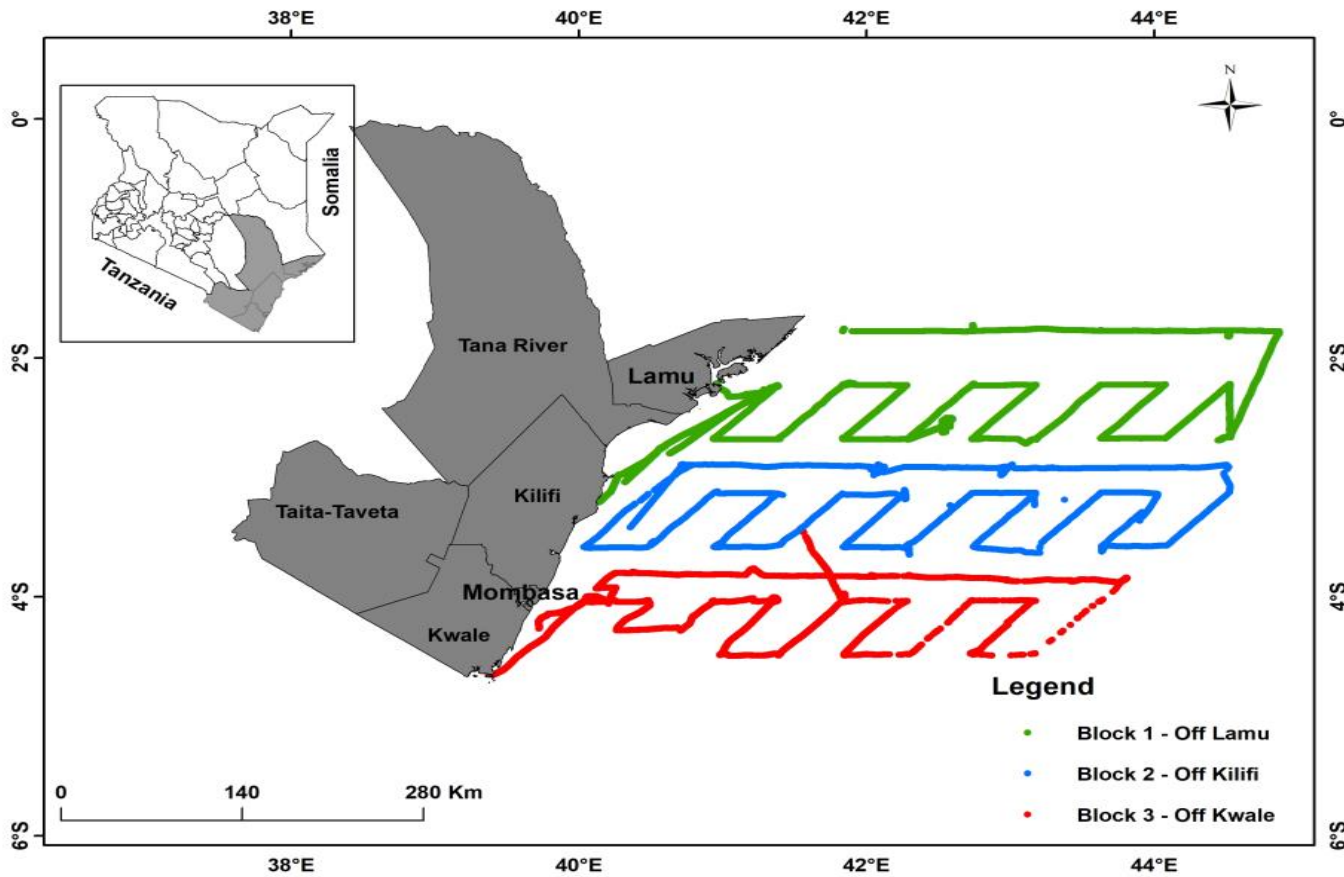 38°E 40°E 42°E 44°E
N
0° 0°
Somalia
Tanzania
Tana River
2°S 2°S
Lamu
Kilifi
Taita-Taveta
Mombasa
4°S 4°S
Kwale
Legend
Block 1 - Off Lamu
Block 2 - Off Kilifi
Block 3 - Off Kwale
0 140 280 Km
6°S 6°S
38°E 40°E 42°E 44°E